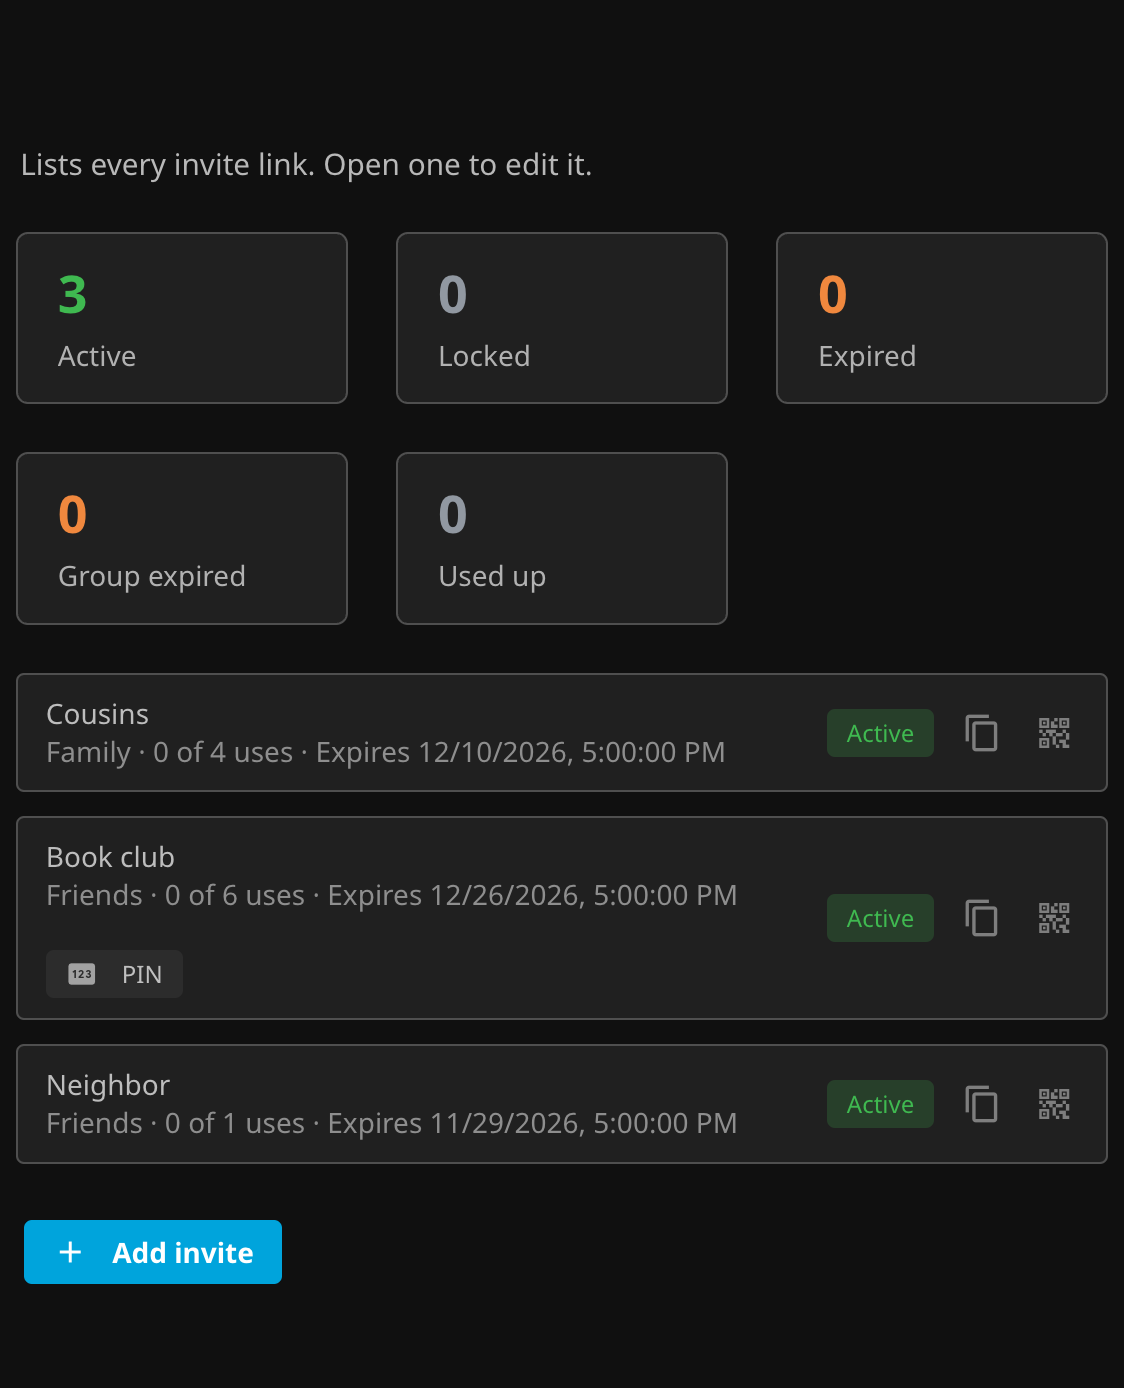 Lists every invite link. Open one to edit it.
3
Active
0
Locked
0
Expired
0
Group expired
0
Used up
Cousins
Family · 0 of 4 uses · Expires 12/10/2026, 5:00:00 PM
Active
Book club
Friends · 0 of 6 uses · Expires 12/26/2026, 5:00:00 PM
Active
123 PIN
Neighbor
Friends · 0 of 1 uses · Expires 11/29/2026, 5:00:00 PM
Active
+ Add invite